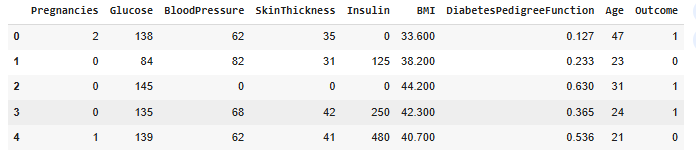 Pregnancies Glucose BloodPressure SkinThickness Insulin BMI DiabetesPedigreeFunction Age Outcome
0 2 138 62 35 0 33.600 0.127 47 1
1 0 84 82 31 125 38.200 0.233 23 0
2 0 145 0 0 0 44.200 0.630 31 1
3 0 135 68 42 250 42.300 0.365 24 1
4 1 139 62 41 480 40.700 0.536 21 0